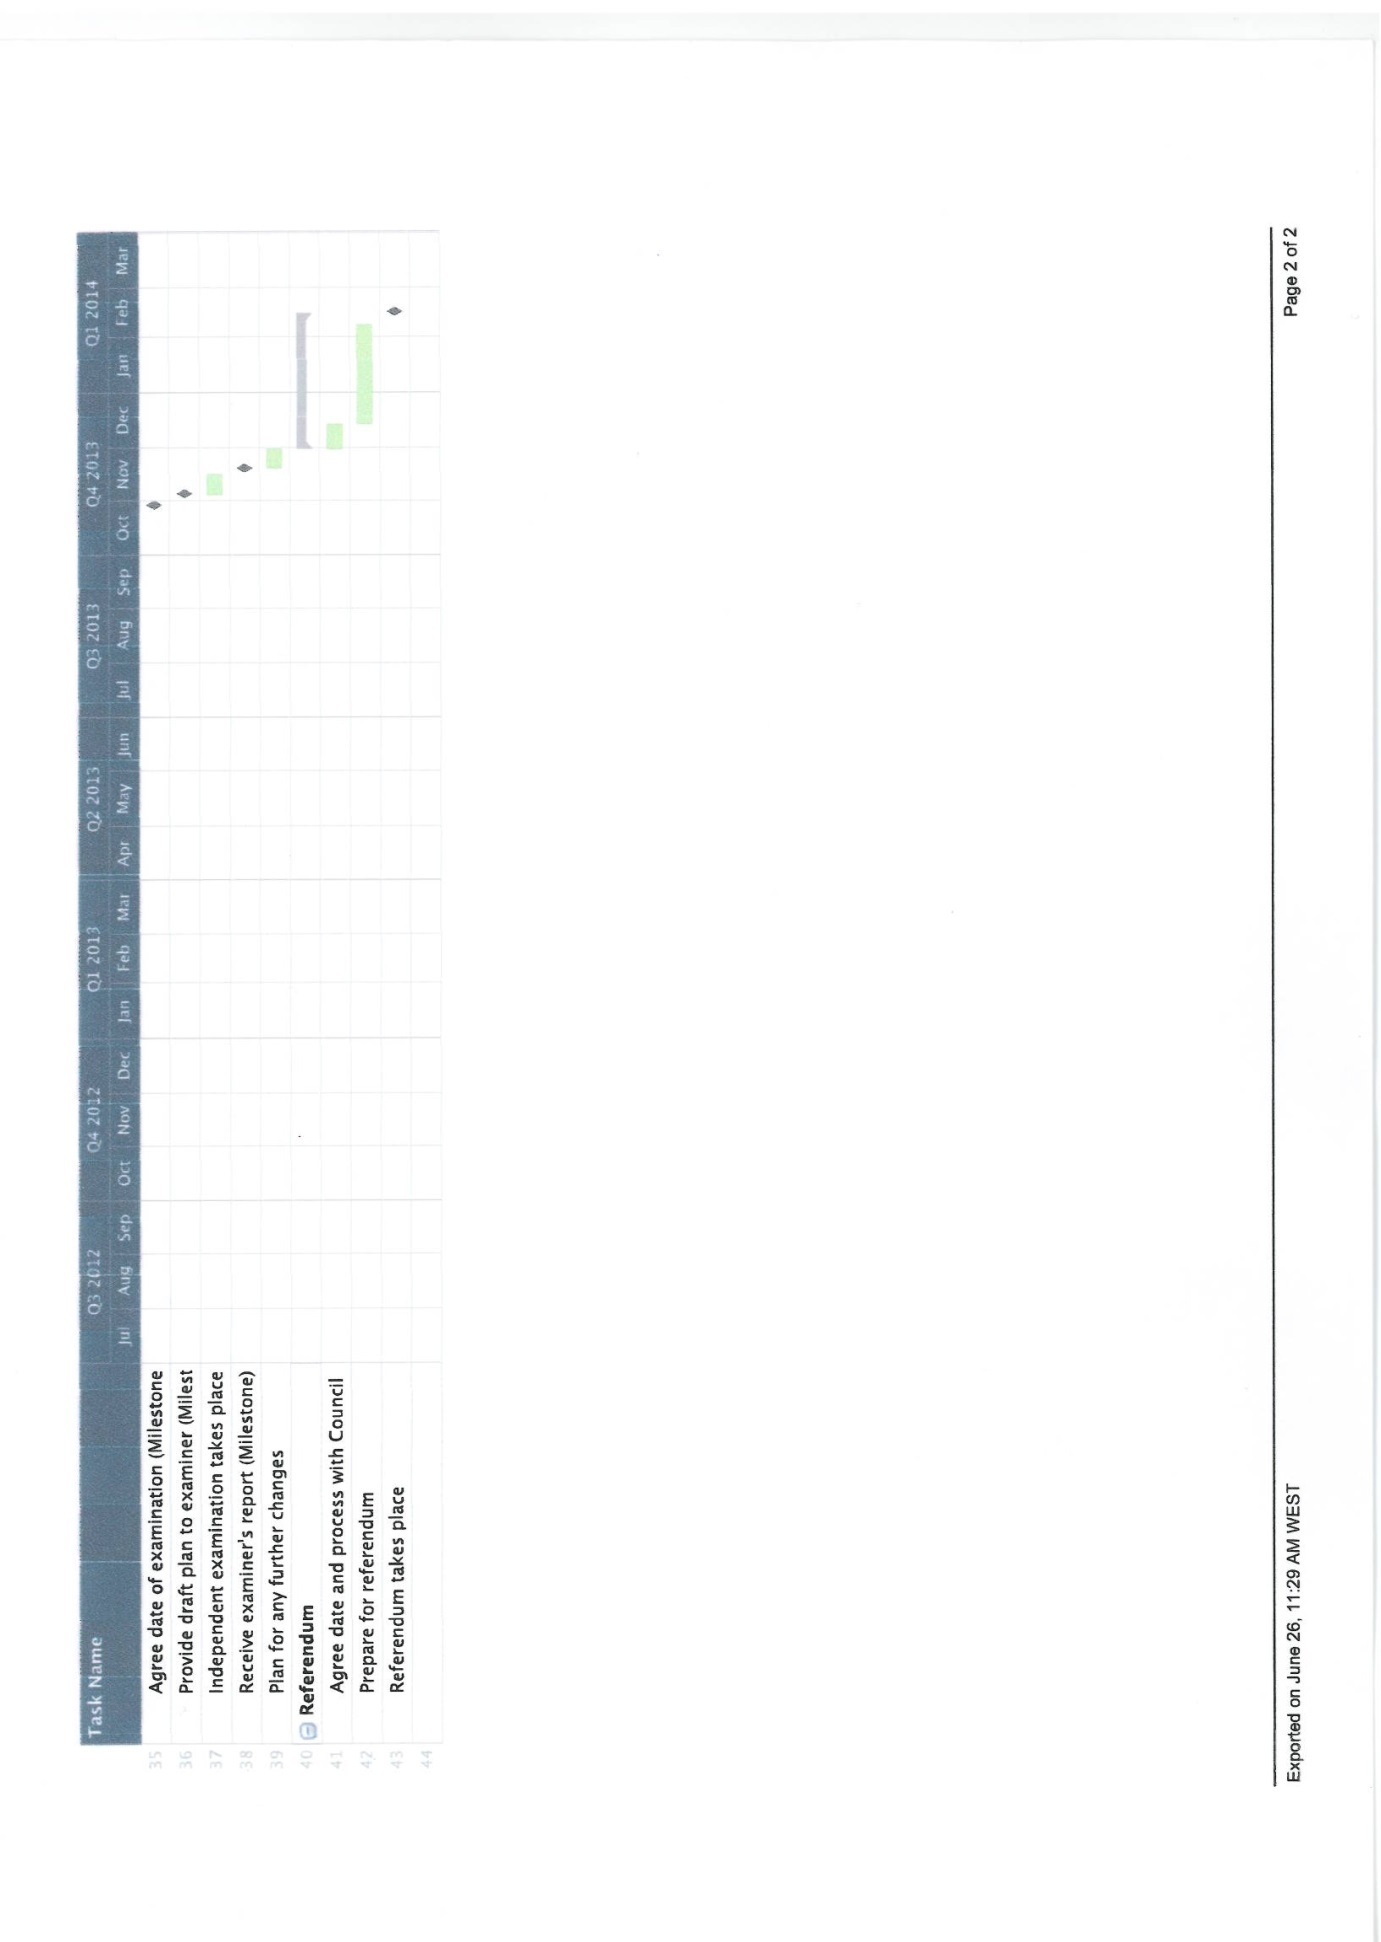 Task Name
Q3 2012 Q4 2012 Q1 2013 Q2 2013 Q3 2013 Q4 2013 Q1 2014
Jul Aug Sep Oct Nov Dec Jan Feb Mar Apr May Jun Jul Aug Sep Oct Nov Dec Jan Feb Mar
35 Agree date of examination (Milestone
36 Provide draft plan to examiner (Milest
37 Independent examination takes place
38 Receive examiner's report (Milestone)
39 Plan for any further changes
40 Referendum
41 Agree date and process with Council
42 Prepare for referendum
43 Referendum takes place
44
Exported on June 26, 11:29 AM WEST
Page 2 of 2